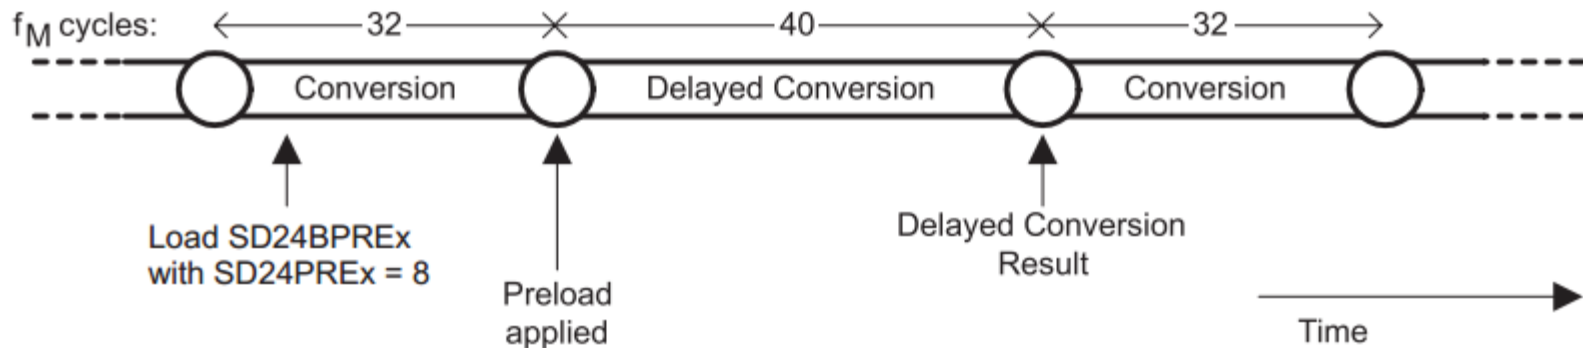 fM cycles: 32 40 32
Conversion Delayed Conversion Conversion
Load SD24BPREx
with SD24PREx = 8
Preload
applied
Delayed Conversion
Result
Time